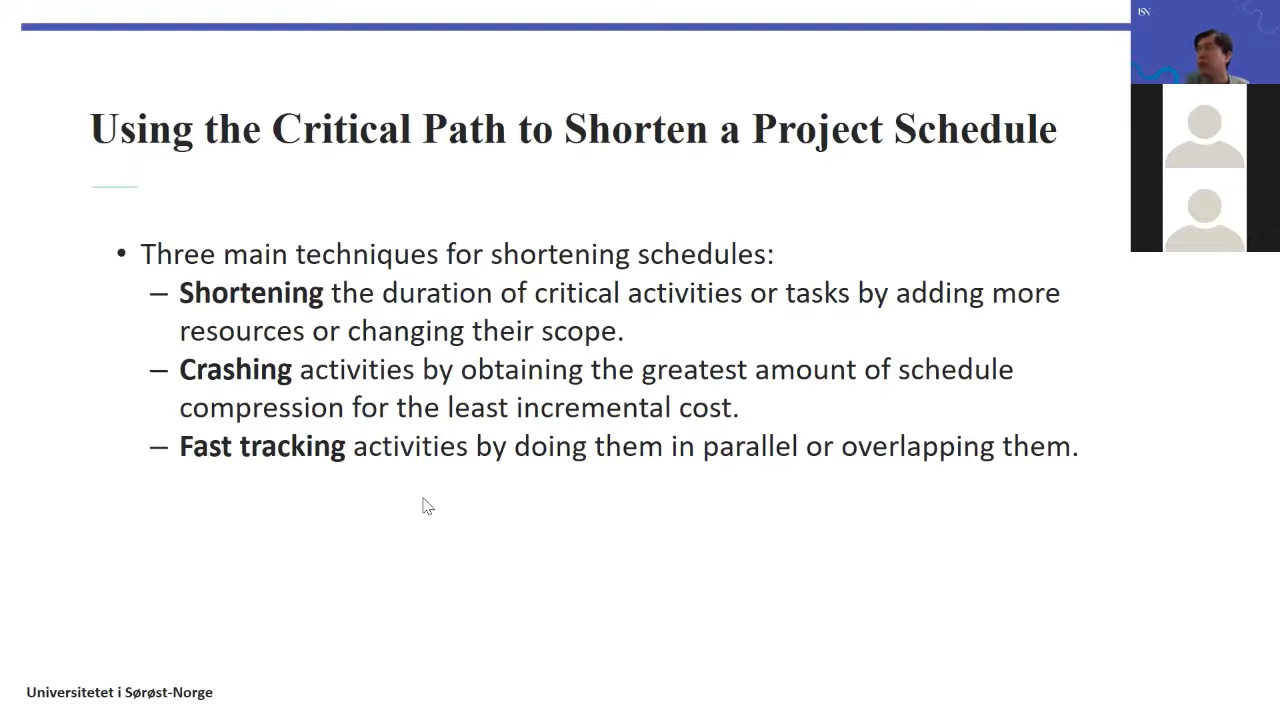 USN
Using the Critical Path to Shorten a Project Schedule
• Three main techniques for shortening schedules:
– Shortening the duration of critical activities or tasks by adding more
resources or changing their scope.
– Crashing activities by obtaining the greatest amount of schedule
compression for the least incremental cost.
– Fast tracking activities by doing them in parallel or overlapping them.
Universitetet i Sørøst-Norge